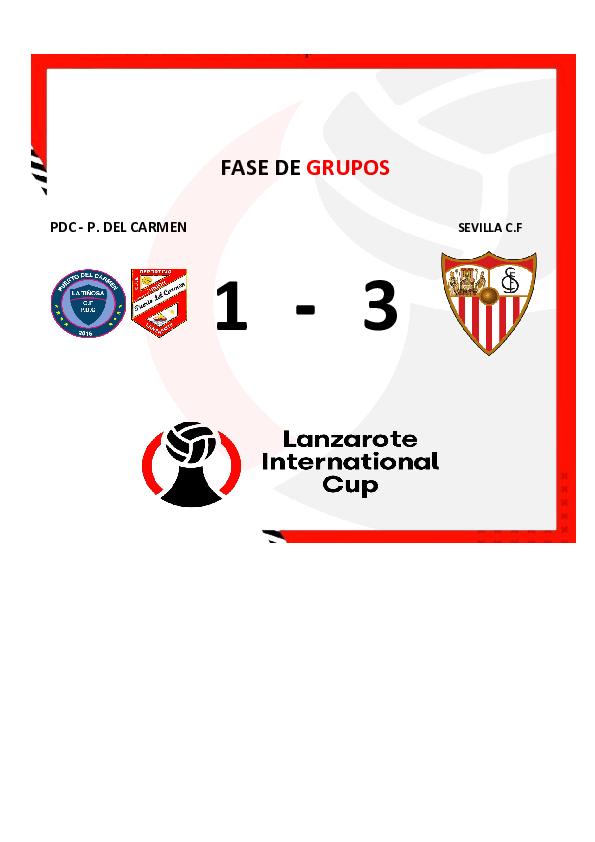 FASE DE GRUPOS
PDC - P. DEL CARMEN
SEVILLA C.F
PUERTO DEL CARMEN
LA TIÑOSA
C.F
P.D.C
2016
Puerto del Carmen
LANZAROTE
1 - 3
Lanzarote
International
Cup